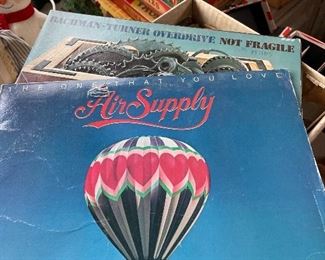 BACHMAN-TURNER OVERDRIVE NOT FRAGILE
THE ONE THAT YOU LOVE
Air Supply